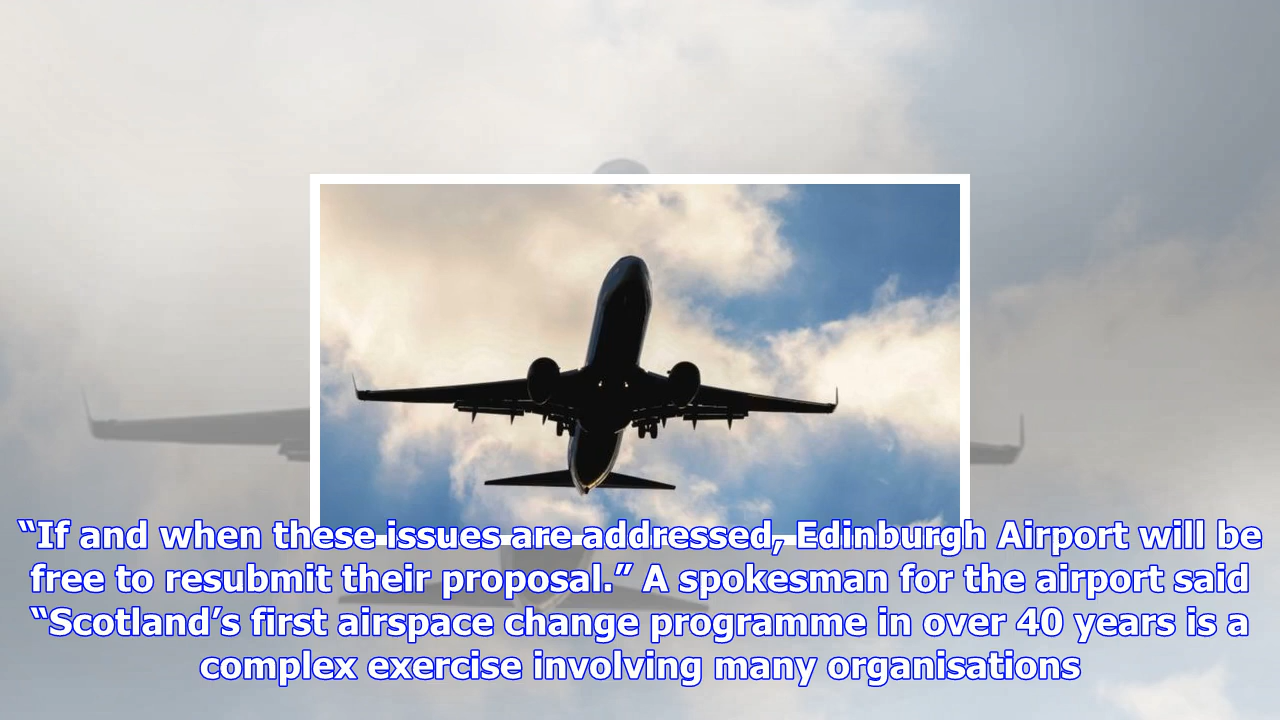 “If and when these issues are addressed, Edinburgh Airport will be
free to resubmit their proposal.” A spokesman for the airport said
“Scotland’s first airspace change programme in over 40 years is a
complex exercise involving many organisations